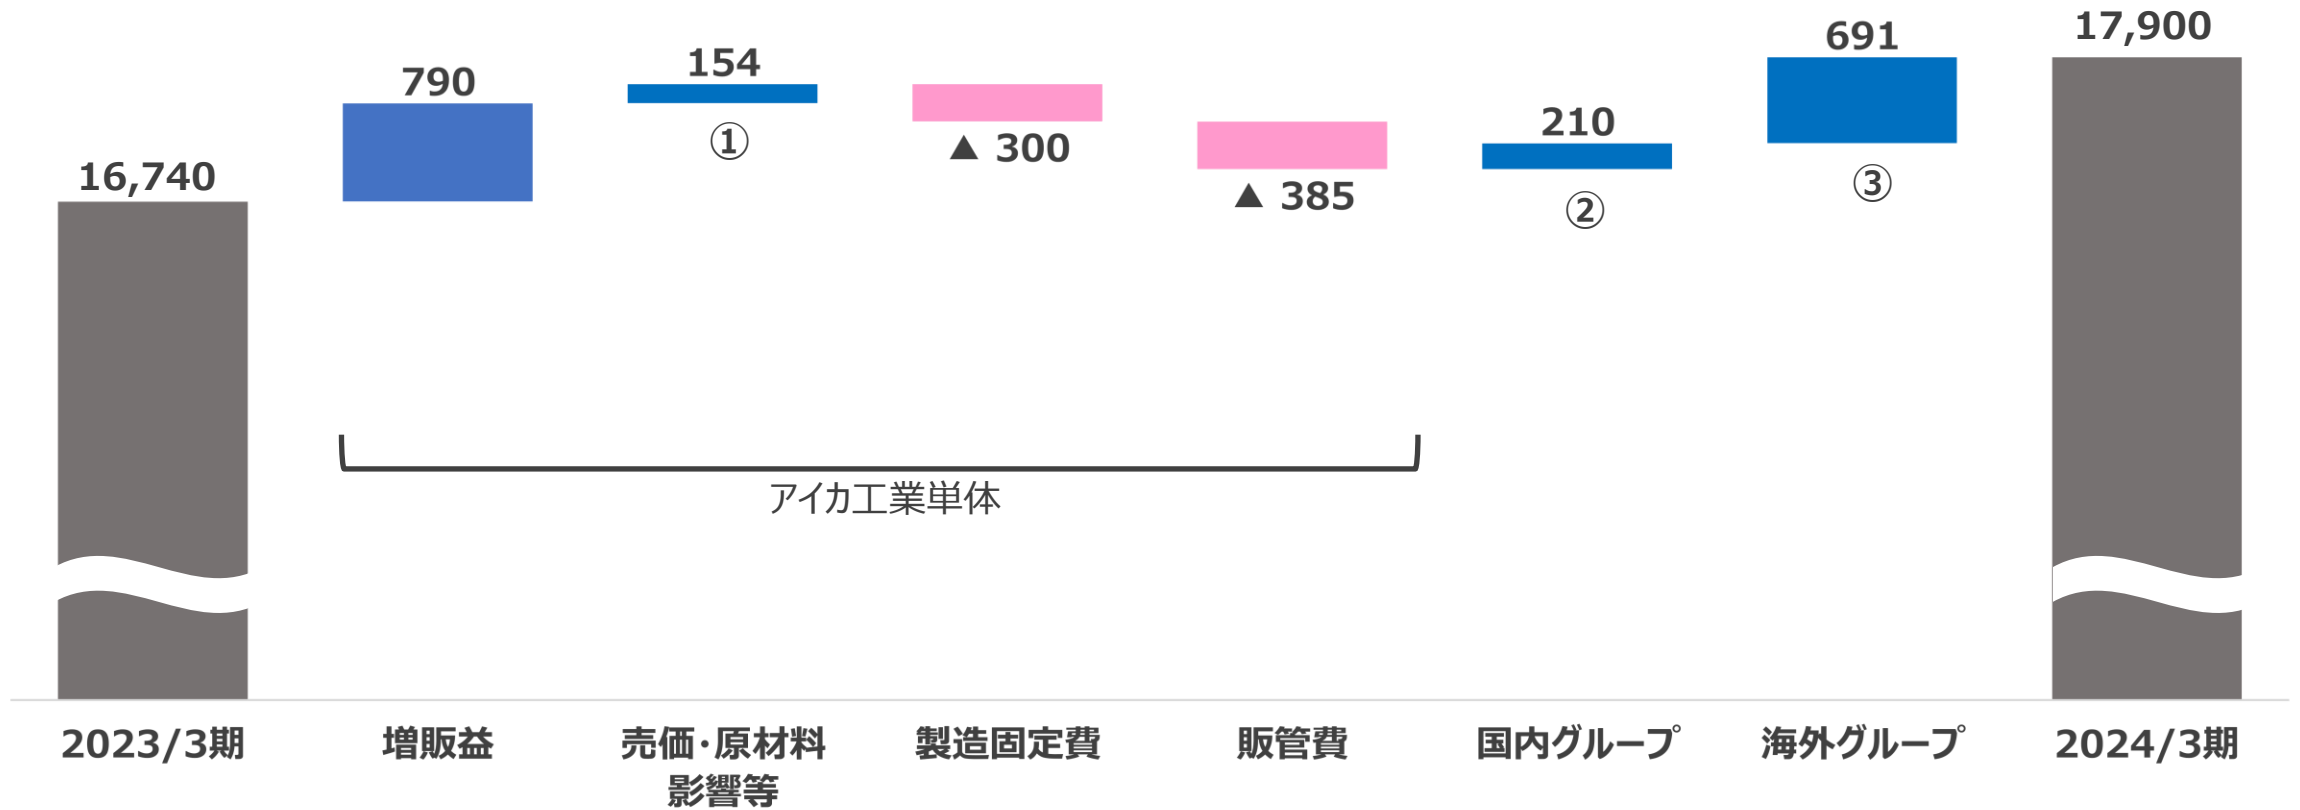 16,740
790
154
①
▲ 300
▲ 385
210
②
691
③
17,900
アイカ工業単体
2023/3期
増販益
売価・原材料
影響等
製造固定費
販管費
国内グループ
海外グループ
2024/3期